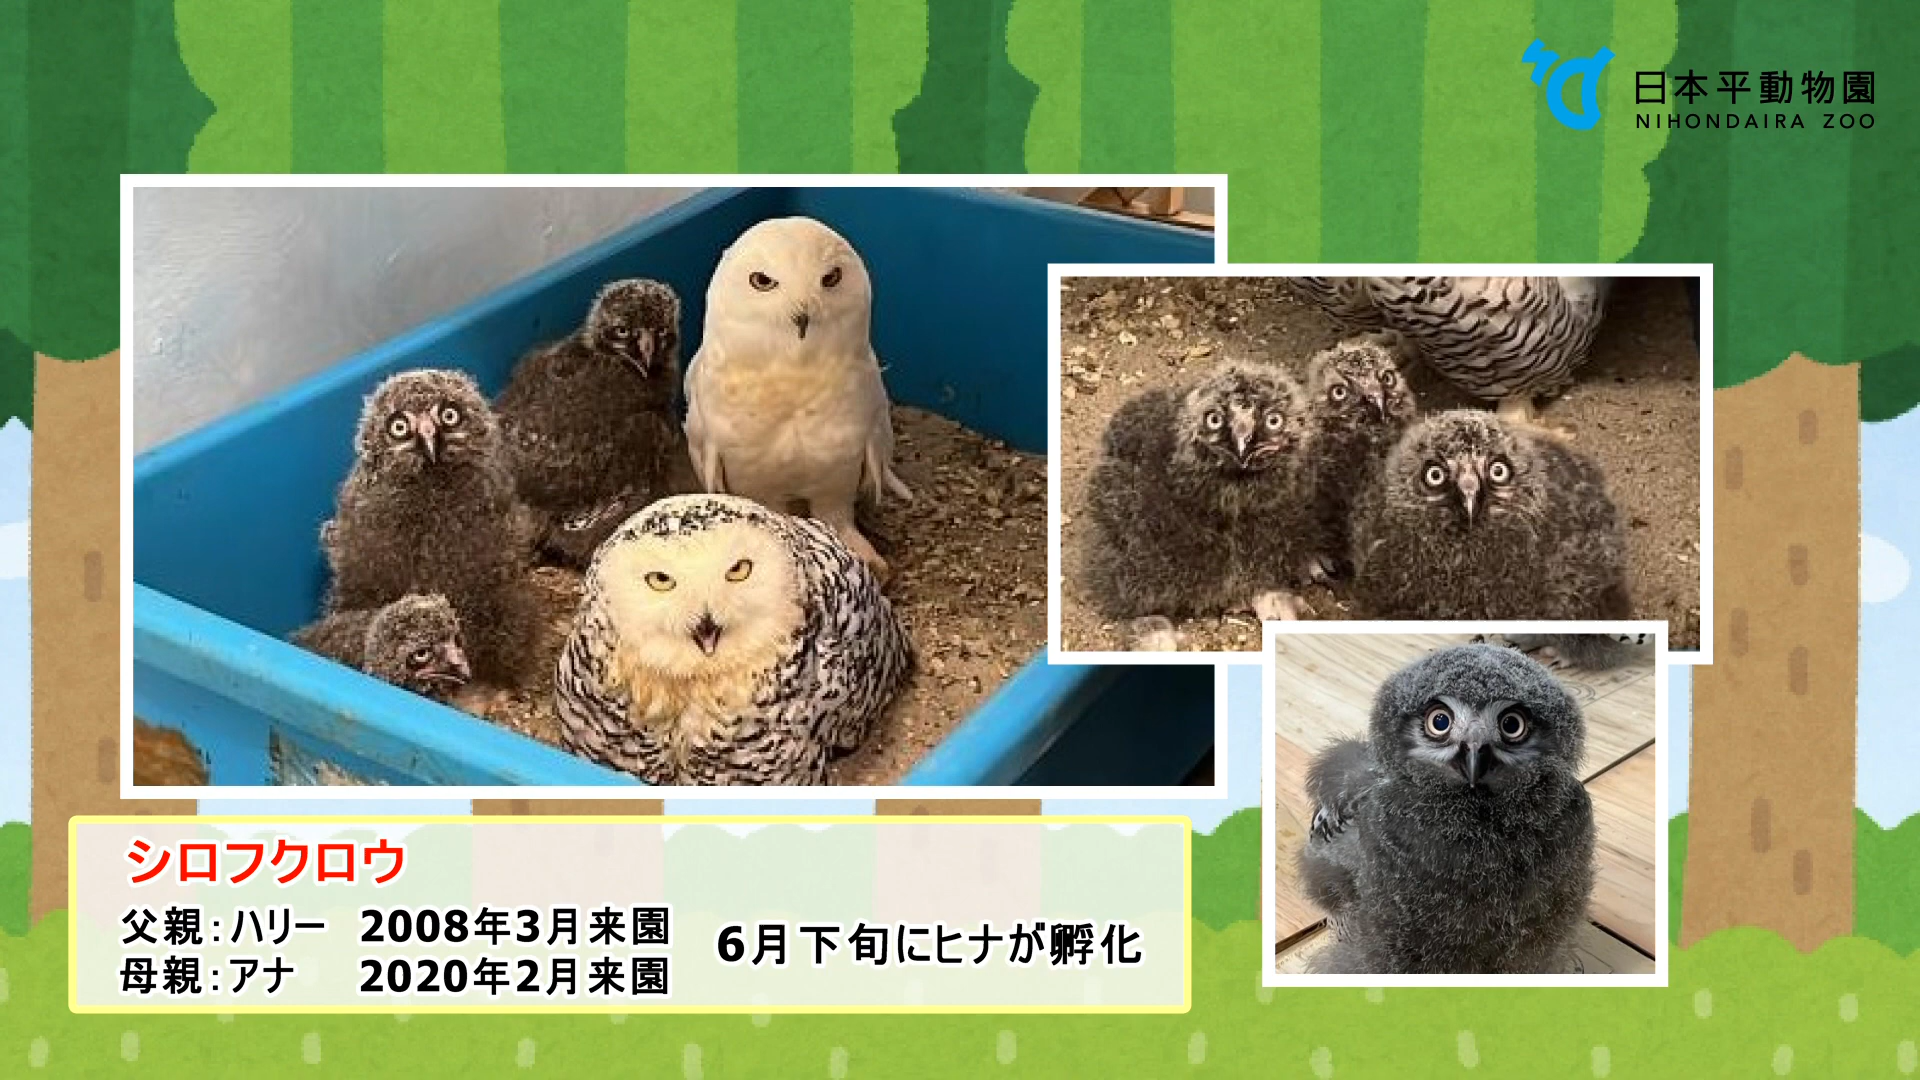 日本平動物園
NIHONDAIRA ZOO
シロフクロウ
父親：ハリー 2008年3月来園
母親：アナ 2020年2月来園
6月下旬にヒナが孵化